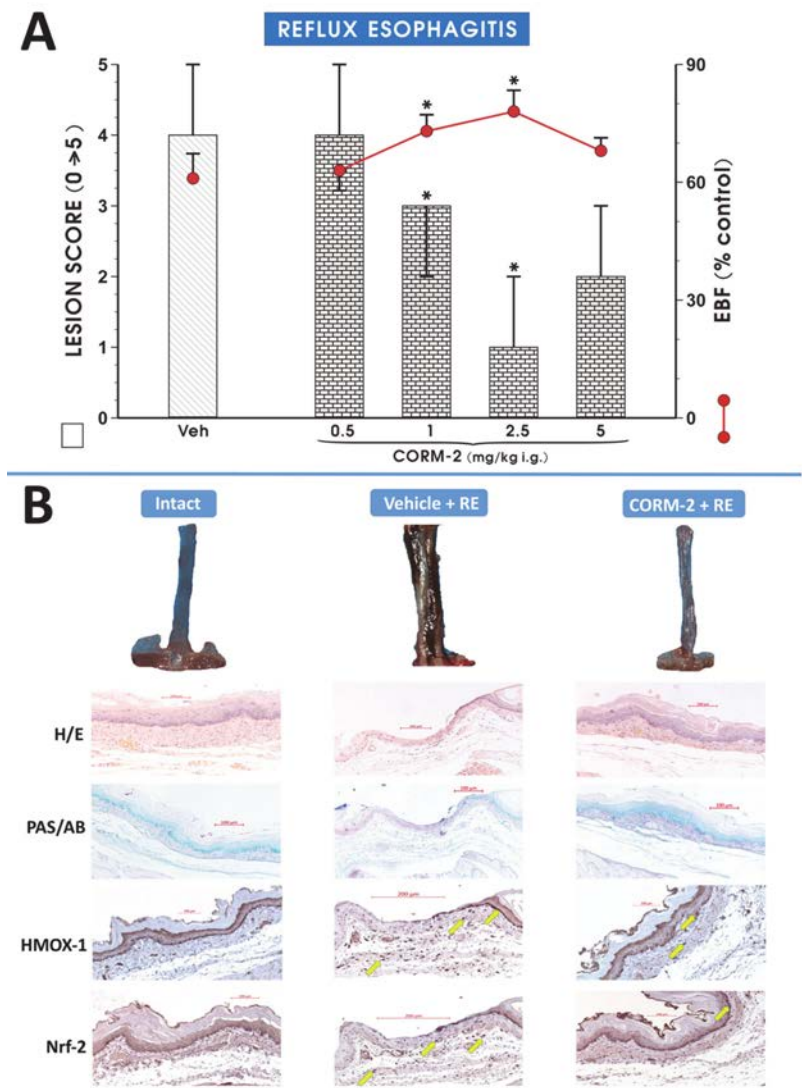 A
REFLUX ESOPHAGITIS
LESION SCORE (0→5)
5
4
3
2
1
0
*
*
*
*
90
60
30
0
EBF (% control)
Veh
0.5
1
2.5
5
CORM-2 (mg/kg i.g.)
B
Intact
Vehicle + RE
CORM-2 + RE
H/E
PAS/AB
HMOX-1
200 µm
Nrf-2